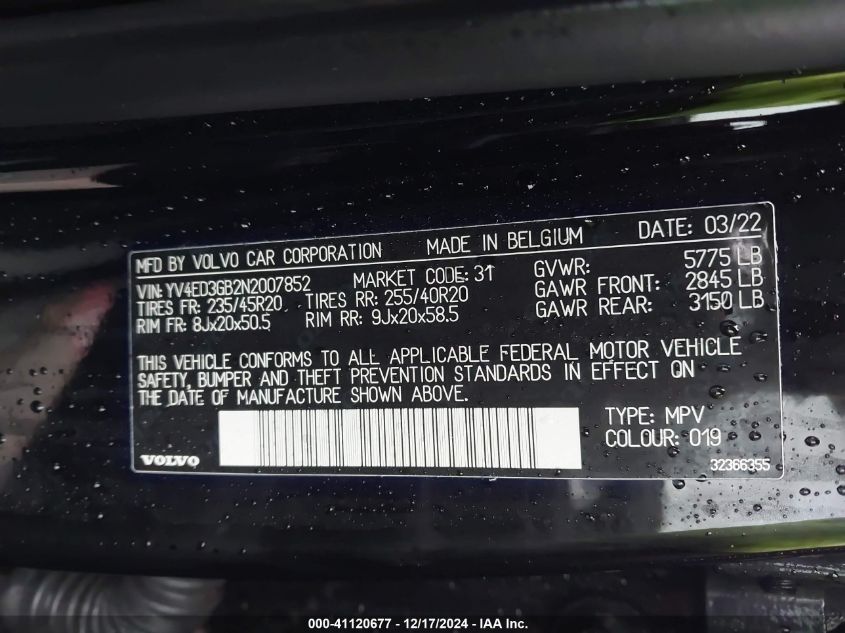 MFD BY VOLVO CAR CORPORATION MADE IN BELGIUM DATE: 03/22
VIN: YV4ED3GB2N2007852 MARKET CODE: 31 GVWR: 5775 LB
TIRES FR: 235/45R20 TIRES RR: 255/40R20 GAWR FRONT: 2845 LB
RIM FR: 8Jx20x50.5 RIM RR: 9Jx20x58.5 GAWR REAR: 3150 LB
THIS VEHICLE CONFORMS TO ALL APPLICABLE FEDERAL MOTOR VEHICLE
SAFETY, BUMPER AND THEFT PREVENTION STANDARDS IN EFFECT ON
THE DATE OF MANUFACTURE SHOWN ABOVE.
TYPE: MPV
COLOUR: 019
VOLVO 32366355
000-41120677 - 12/17/2024 - IAA Inc.